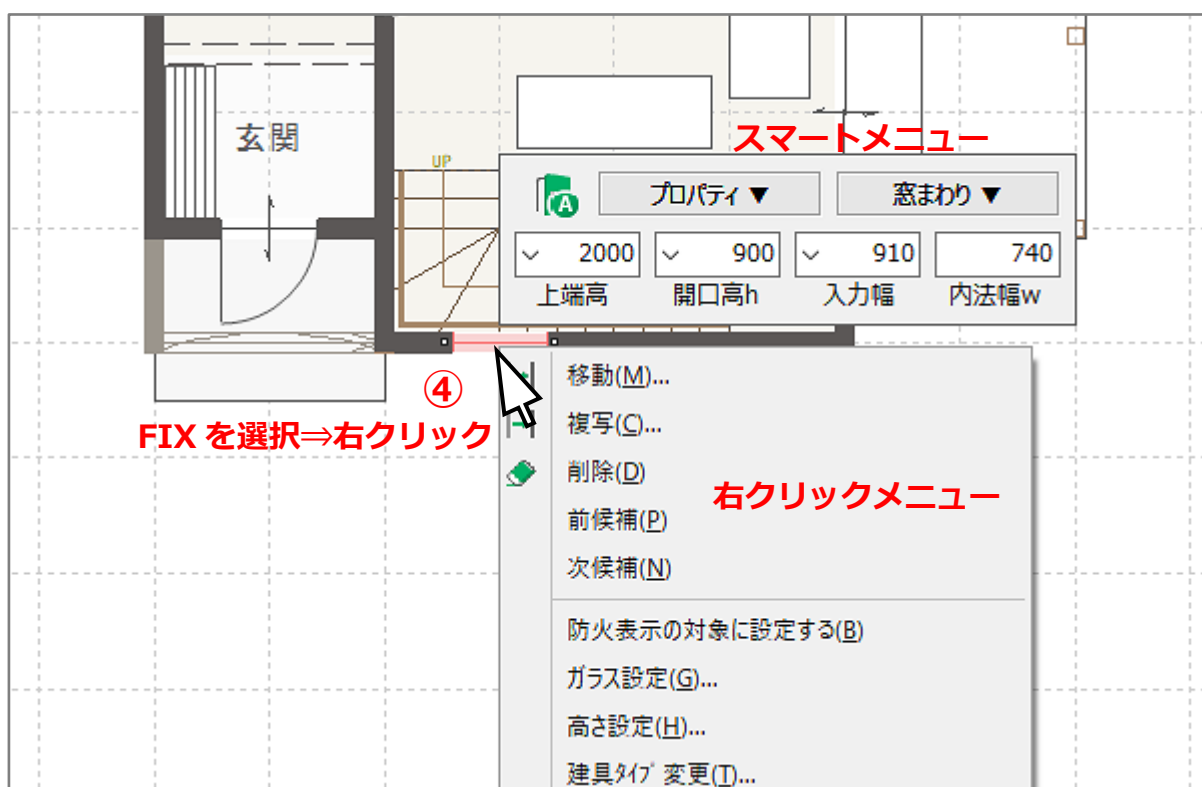 玄関
UP
スマートメニュー
A
プロパティ ▼
窓まわり ▼
2000
900
910
740
上端高
開口高h
入力幅
内法幅w
④
FIX を選択⇒右クリック
移動(M)...
複写(C)...
削除(D)
右クリックメニュー
前候補(P)
次候補(N)
防火表示の対象に設定する(B)
ガラス設定(G)...
高さ設定(H)...
建具タイプ変更(T)...